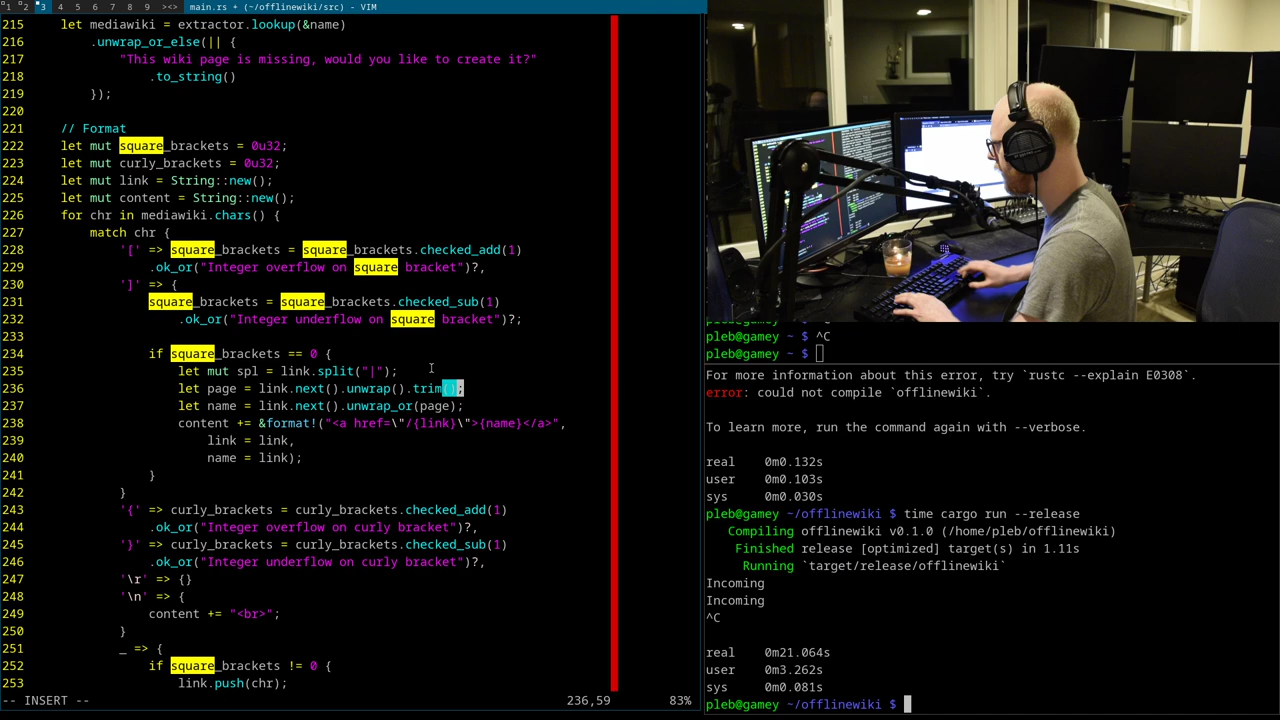 1 2 3 4 5 6 7 8 9 ><> main.rs + (~/offlinewiki/src) - VIM
215     let mediawiki = extractor.lookup(&name)
216         .unwrap_or_else(|| {
217             "This wiki page is missing, would you like to create it?"
218                 .to_string()
219         });
220
221     // Format
222     let mut square_brackets = 0u32;
223     let mut curly_brackets = 0u32;
224     let mut link = String::new();
225     let mut content = String::new();
226     for chr in mediawiki.chars() {
227         match chr {
228             '[' => square_brackets = square_brackets.checked_add(1)
229                 .ok_or("Integer overflow on square bracket")?,
230             ']' => {
231                 square_brackets = square_brackets.checked_sub(1)
232                     .ok_or("Integer underflow on square bracket")?;
233
234                 if square_brackets == 0 {
235                     let mut spl = link.split("|");
236                     let page = link.next().unwrap().trim();
237                     let name = link.next().unwrap_or(page);
238                     content += &format!("<a href=\"/{link}\">{name}</a>",
239                         link = link,
240                         name = link);
241                 }
242             }
243             '{' => curly_brackets = curly_brackets.checked_add(1)
244                 .ok_or("Integer overflow on curly bracket")?,
245             '}' => curly_brackets = curly_brackets.checked_sub(1)
246                 .ok_or("Integer underflow on curly bracket")?,
247             '\r' => {}
248             '\n' => {
249                 content += "<br>";
250             }
251             _ => {
252                 if square_brackets != 0 {
253                     link.push(chr);
-- INSERT -- 236,59 83%
pleb@gamey ~ $ ^C
pleb@gamey ~ $
For more information about this error, try `rustc --explain E0308`.
error: could not compile `offlinewiki`.
To learn more, run the command again with --verbose.
real    0m0.132s
user    0m0.103s
sys     0m0.030s
pleb@gamey ~/offlinewiki $ time cargo run --release
   Compiling offlinewiki v0.1.0 (/home/pleb/offlinewiki)
    Finished release [optimized] target(s) in 1.11s
     Running `target/release/offlinewiki`
Incoming
Incoming
^C
real    0m21.064s
user    0m3.262s
sys     0m0.081s
pleb@gamey ~/offlinewiki $